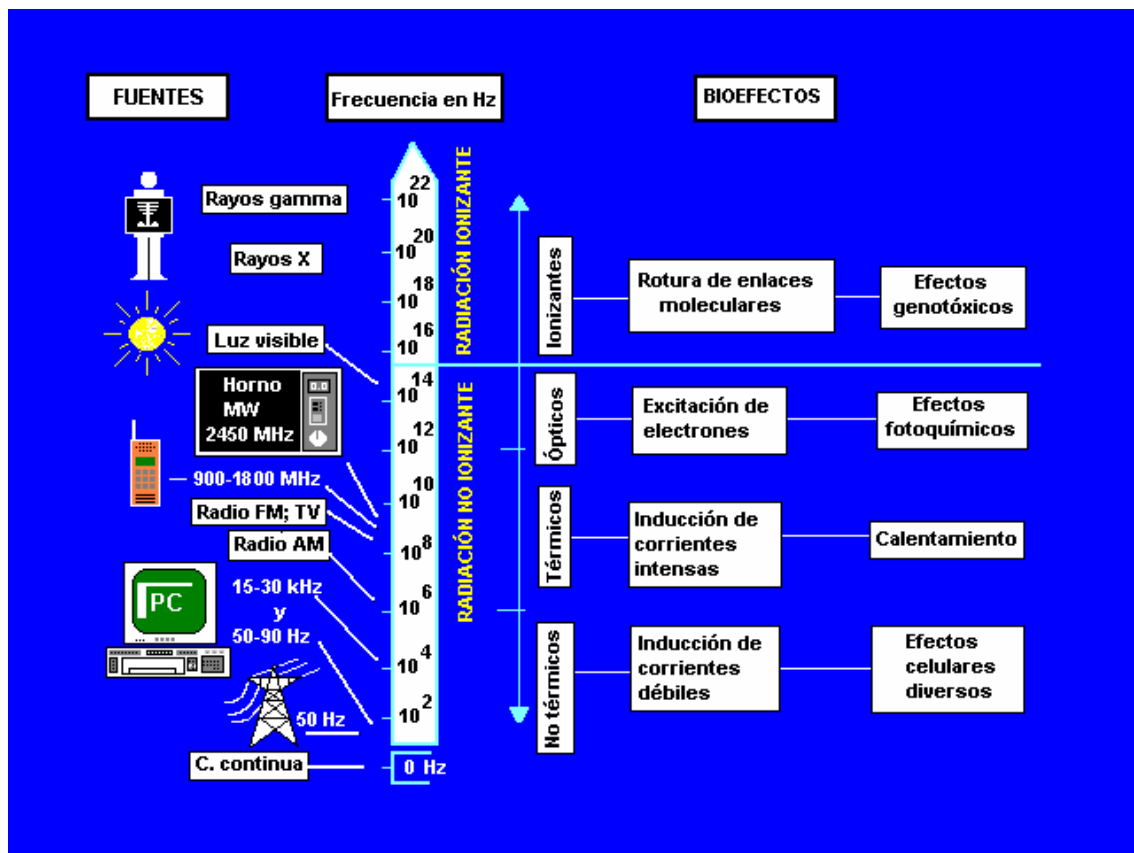 FUENTES
Frecuencia en Hz
BIOEFECTOS
Rayos gamma
Rayos X
Luz visible
Horno
MW
2450 MHz
0.0
900-1800 MHz
Radio FM; TV
Radio AM
PC
15-30 kHz
y
50-90 Hz
50 Hz
C. continua
10 22
10 20
10 18
10 16
10 14
10 12
10 10
10 8
10 6
10 4
10 2
0 Hz
RADIACIÓN IONIZANTE
RADIACIÓN NO IONIZANTE
Ionizantes
Rotura de enlaces
moleculares
Efectos
genotóxicos
Ópticos
Excitación de
electrones
Efectos
fotoquímicos
Térmicos
Inducción de
corrientes
intensas
Calentamiento
No térmicos
Inducción de
corrientes
débiles
Efectos
celulares
diversos